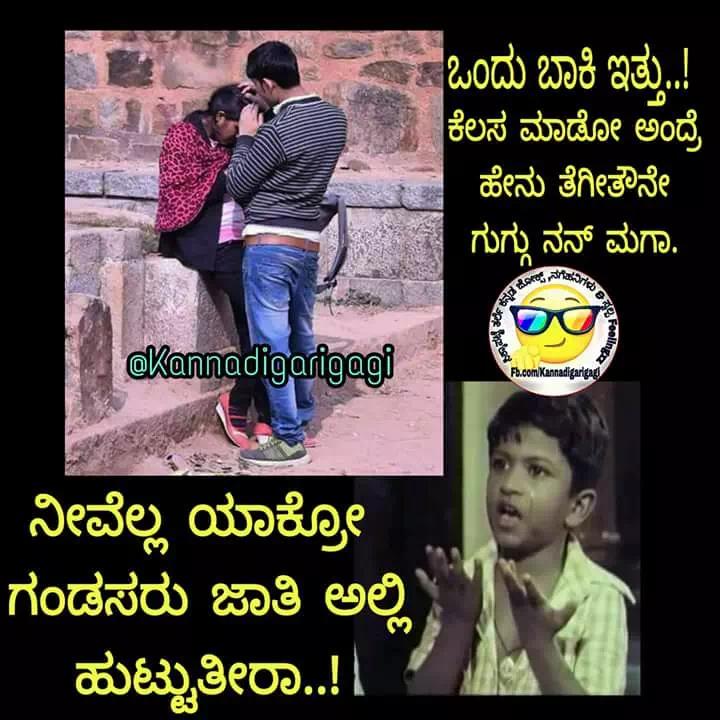 ಒಂದು ಬಾಕಿ ಇತ್ತು..!
ಕೆಲಸ ಮಾಡೋ ಅಂದ್ರೆ
ಹೇನು ತೆಗೀತೌನೇ
ಗುಗ್ಗು ನನ್ ಮಗಾ.
Fb.com/Kannadigarigagi
@Kannadigarigagi
ನೀವೆಲ್ಲ ಯಾಕ್ರೋ
ಗಂಡಸರು ಜಾತಿ ಅಲ್ಲಿ
ಹುಟ್ಟುತೀರಾ..!